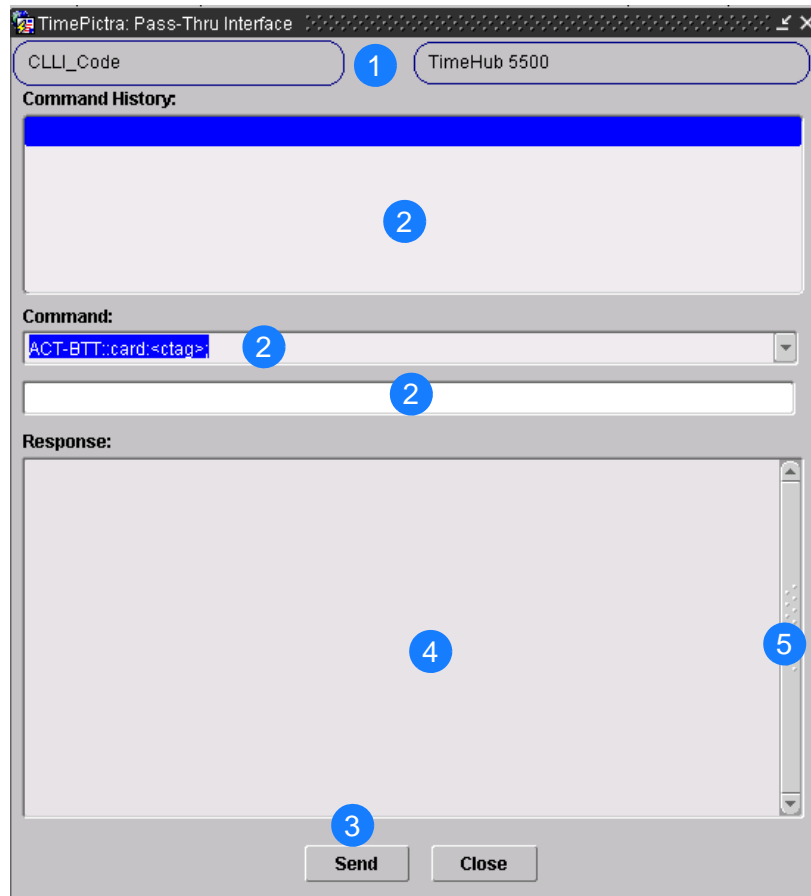 TimePictra: Pass-Thru Interface
CLLI_Code 1 TimeHub 5500
Command History:
2
Command:
ACT-BTT::card:<ctag>; 2
2
Response:
4 5
3
Send Close